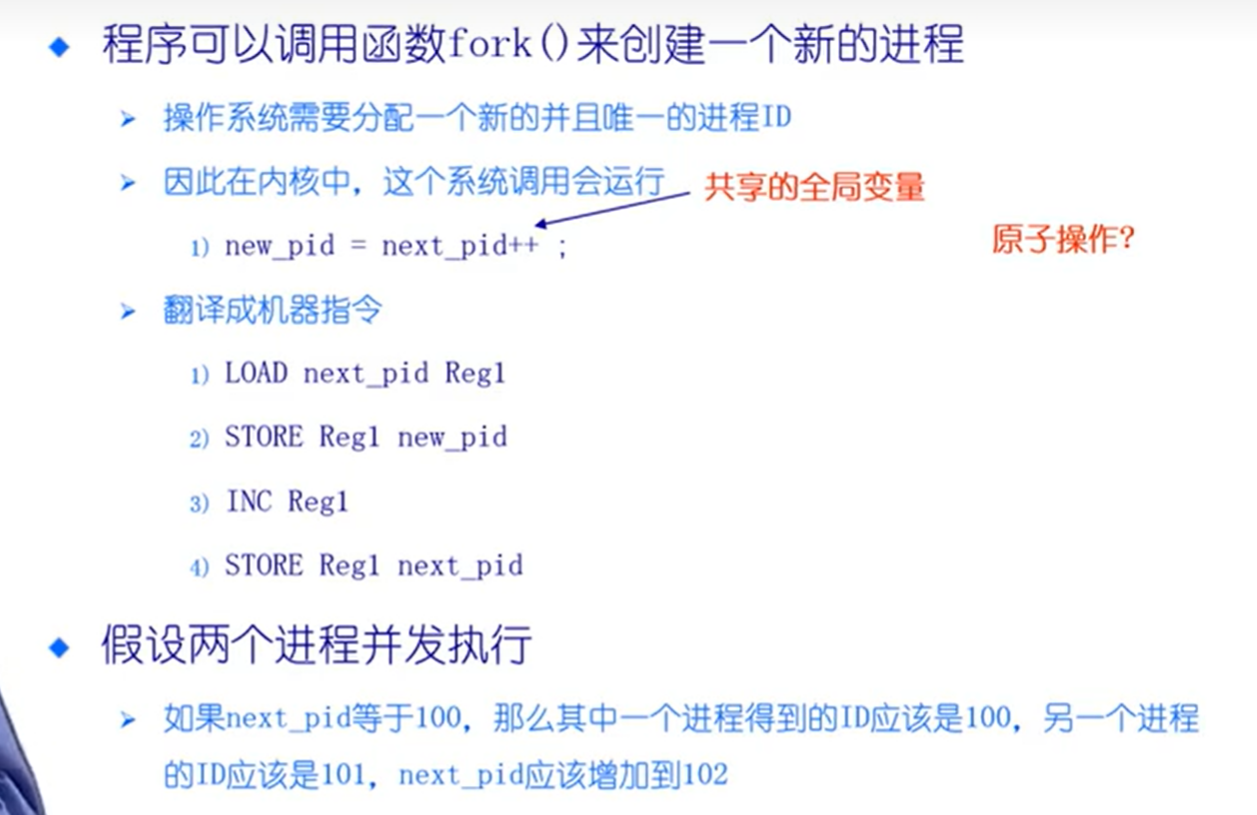 程序可以调用函数fork()来创建一个新的进程
操作系统需要分配一个新的并且唯一的进程ID
因此在内核中，这个系统调用会运行
共享的全局变量
1) new_pid = next_pid++ ;
原子操作?
翻译成机器指令
1) LOAD next_pid Reg1
2) STORE Reg1 new_pid
3) INC Reg1
4) STORE Reg1 next_pid
假设两个进程并发执行
如果next_pid等于100，那么其中一个进程得到的ID应该是100，另一个进程
的ID应该是101，next_pid应该增加到102